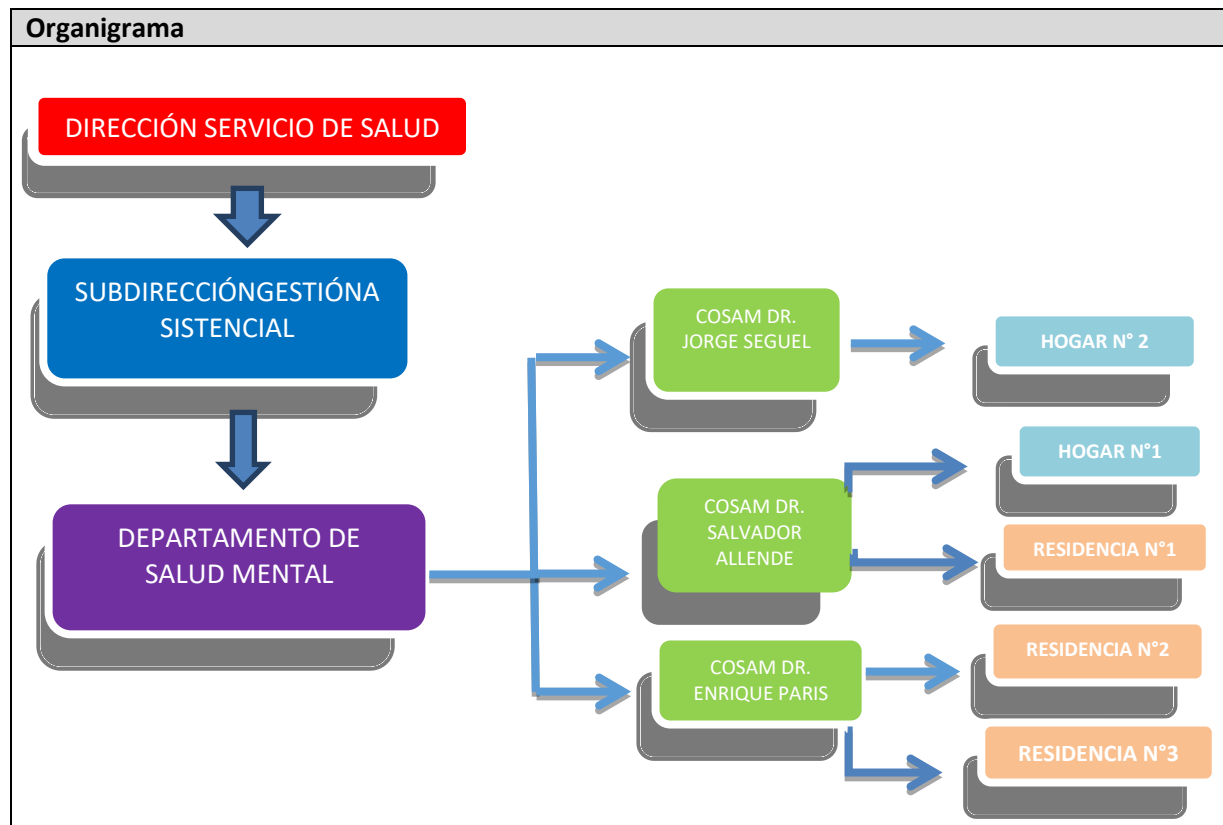 Organigrama
DIRECCIÓN SERVICIO DE SALUD
SUBDIRECCIÓNGESTIÓNA
SISTENCIAL
DEPARTAMENTO DE
SALUD MENTAL
COSAM DR.
JORGE SEGUEL
HOGAR N° 2
COSAM DR.
SALVADOR
ALLENDE
HOGAR N°1
RESIDENCIA N°1
COSAM DR.
ENRIQUE PARIS
RESIDENCIA N°2
RESIDENCIA N°3